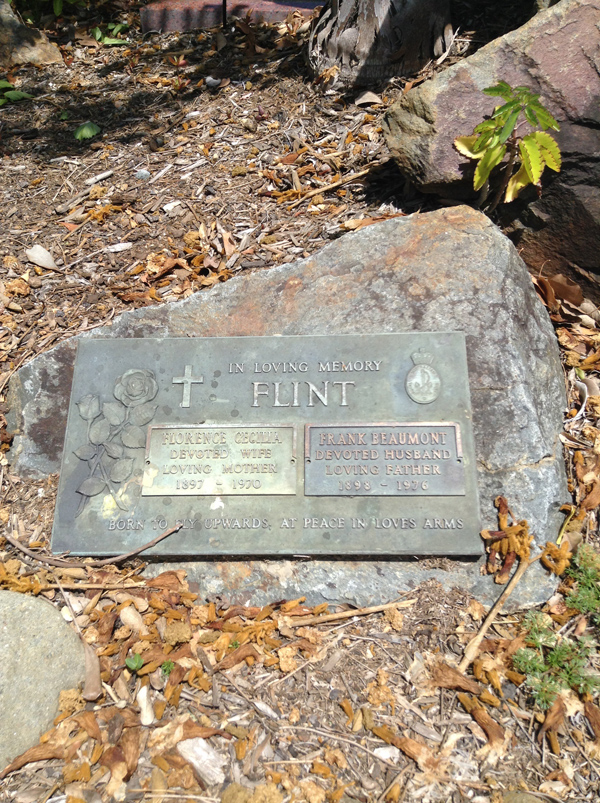 IN LOVING MEMORY
FLINT
FLORENCE CECILIA
DEVOTED WIFE
LOVING MOTHER
1897 - 1970
FRANK BEAUMONT
DEVOTED HUSBAND
LOVING FATHER
1898 - 1976
BORN TO FLY UPWARDS, AT PEACE IN LOVES ARMS